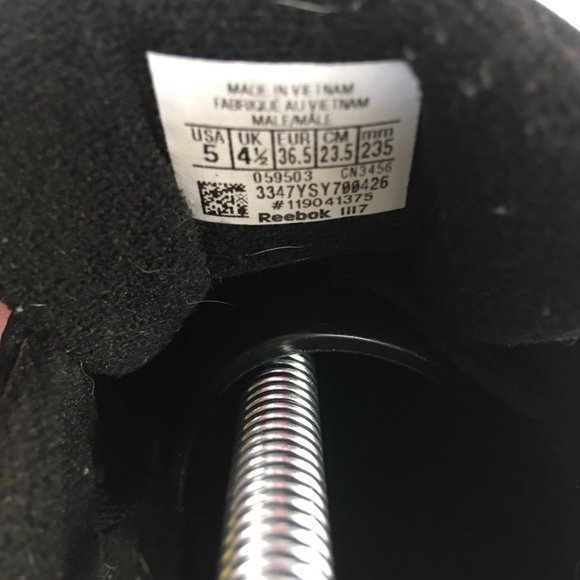 MADE IN VIETNAM
FABRIQUE AU VIETNAM
MALE/MÂLE
USA UK EUR CM mm
5 4½ 36.5 23.5 235
059503 CN3456
3347YSY700426
#119041375
Reebok 1117